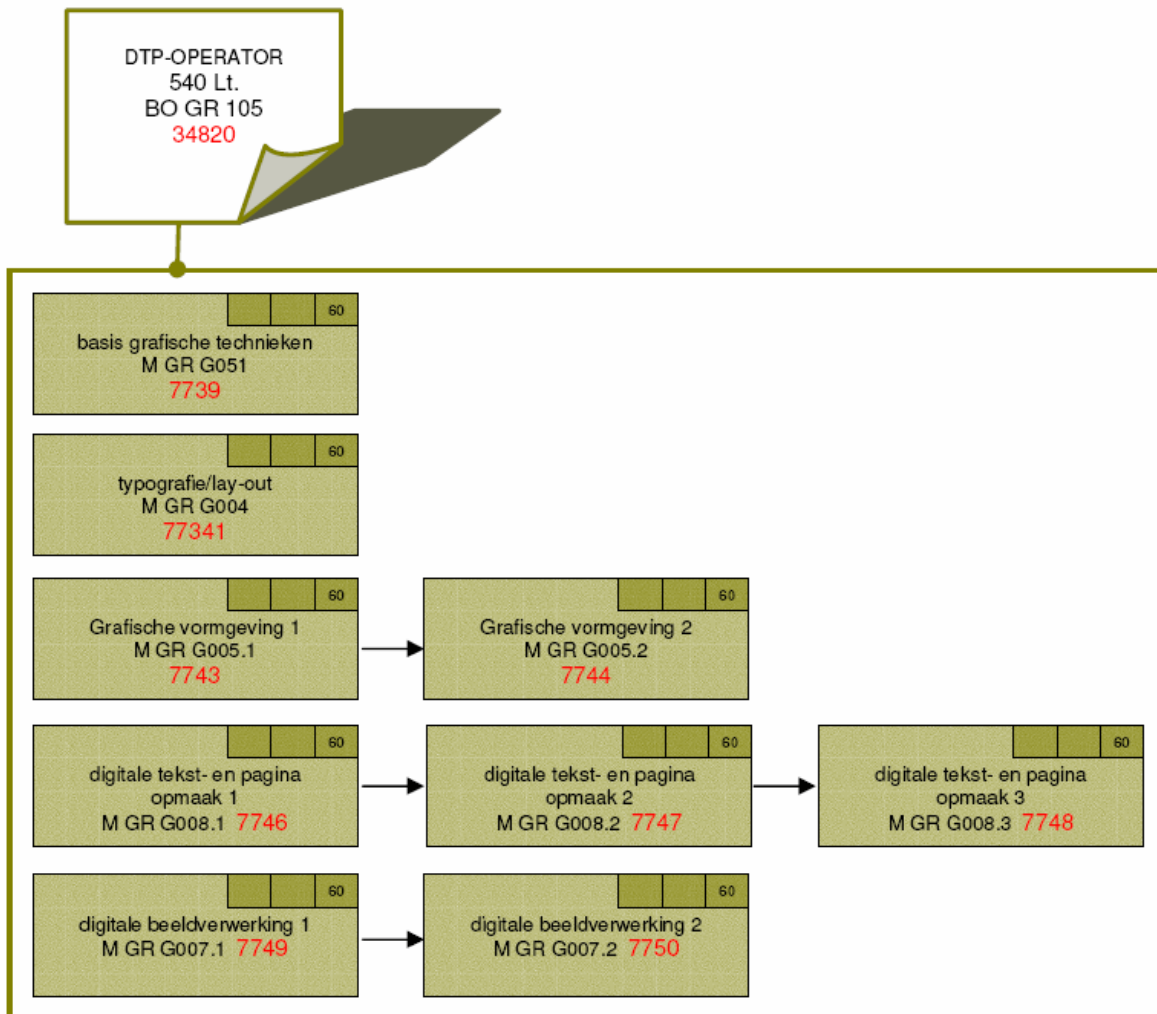 DTP-OPERATOR
540 Lt.
BO GR 105
34820
60
basis grafische technieken
M GR G051
7739
60
typografie/lay-out
M GR G004
77341
60
Grafische vormgeving 1
M GR G005.1
7743
60
Grafische vormgeving 2
M GR G005.2
7744
60
digitale tekst- en pagina
opmaak 1
M GR G008.1 7746
60
digitale tekst- en pagina
opmaak 2
M GR G008.2 7747
60
digitale tekst- en pagina
opmaak 3
M GR G008.3 7748
60
digitale beeldverwerking 1
M GR G007.1 7749
60
digitale beeldverwerking 2
M GR G007.2 7750